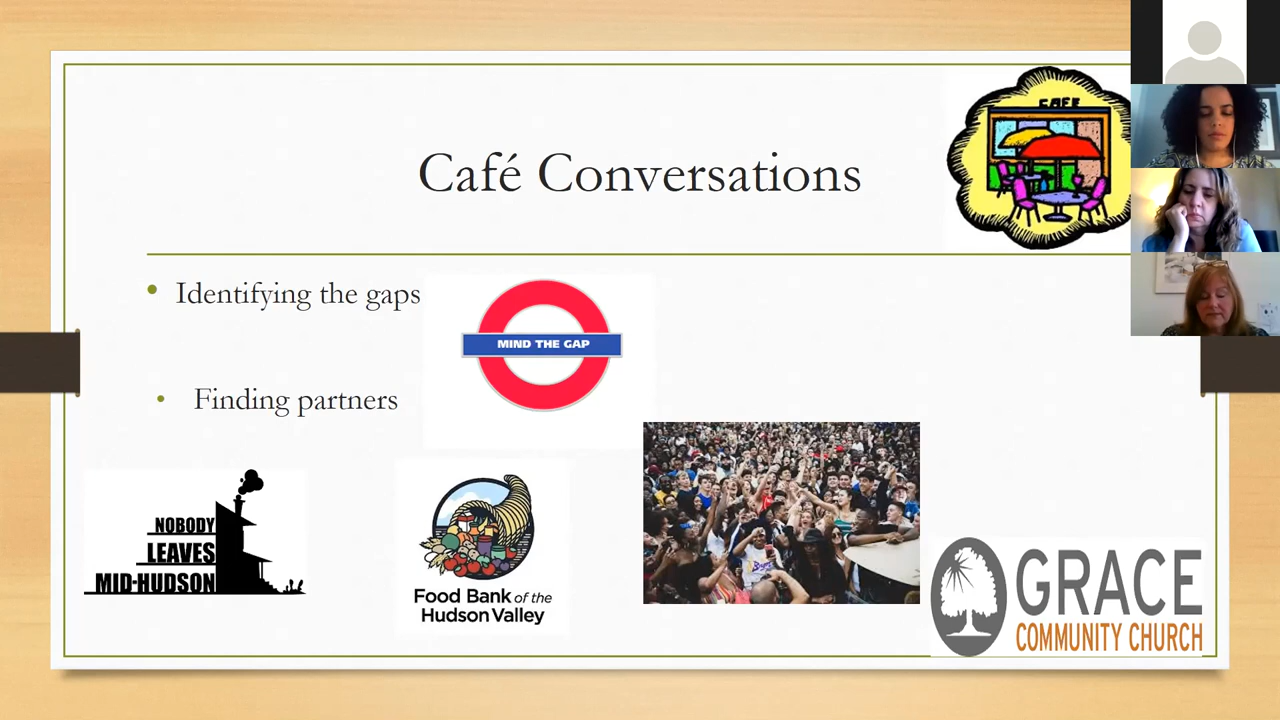 CAFE
Café Conversations
Identifying the gaps
MIND THE GAP
Finding partners
NOBODY
LEAVES
MID-HUDSON
Food Bank of the
Hudson Valley
GRACE
COMMUNITY CHURCH